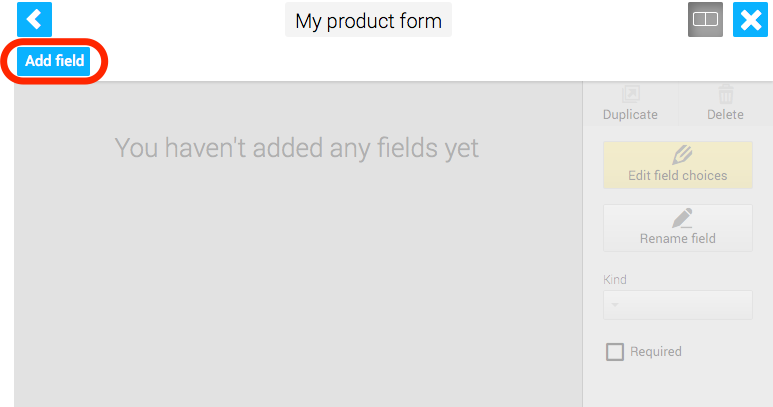 My product form
Add field
You haven't added any fields yet
Duplicate
Delete
Edit field choices
Rename field
Kind
Required